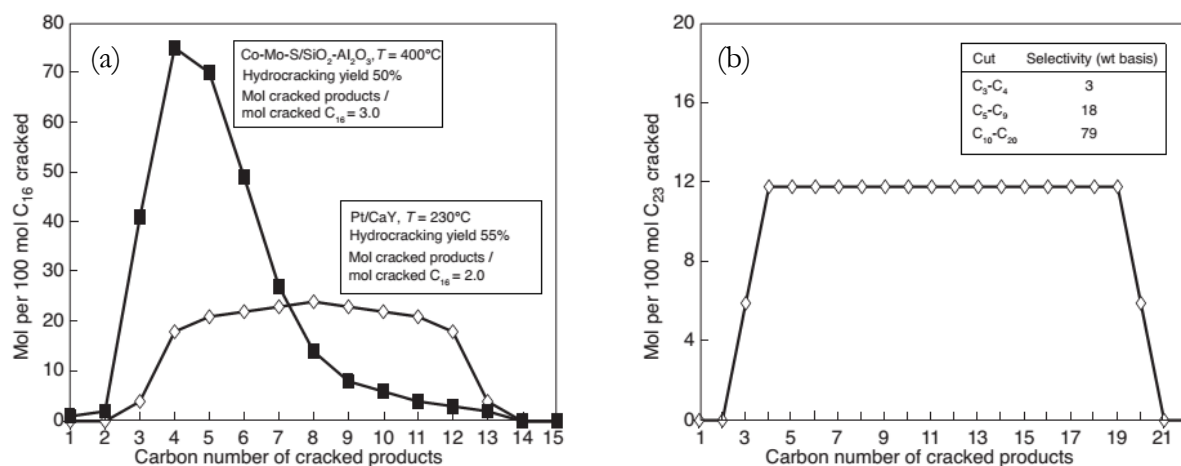 (a)
Co-Mo-S/SiO₂-Al₂O₃, T = 400°C
Hydrocracking yield 50%
Mol cracked products /
mol cracked C₁₆ = 3.0
Pt/CaY, T = 230°C
Hydrocracking yield 55%
Mol cracked products /
mol cracked C₁₆ = 2.0
Mol per 100 mol C₁₆ cracked
80
70
60
50
40
30
20
10
0
1 2 3 4 5 6 7 8 9 10 11 12 13 14 15
Carbon number of cracked products
(b)
Cut Selectivity (wt basis)
C₃-C₄ 3
C₅-C₉ 18
C₁₀-C₂₀ 79
Mol per 100 mol C₂₃ cracked
20
16
12
8
4
0
1 3 5 7 9 11 13 15 17 19 21
Carbon number of cracked products